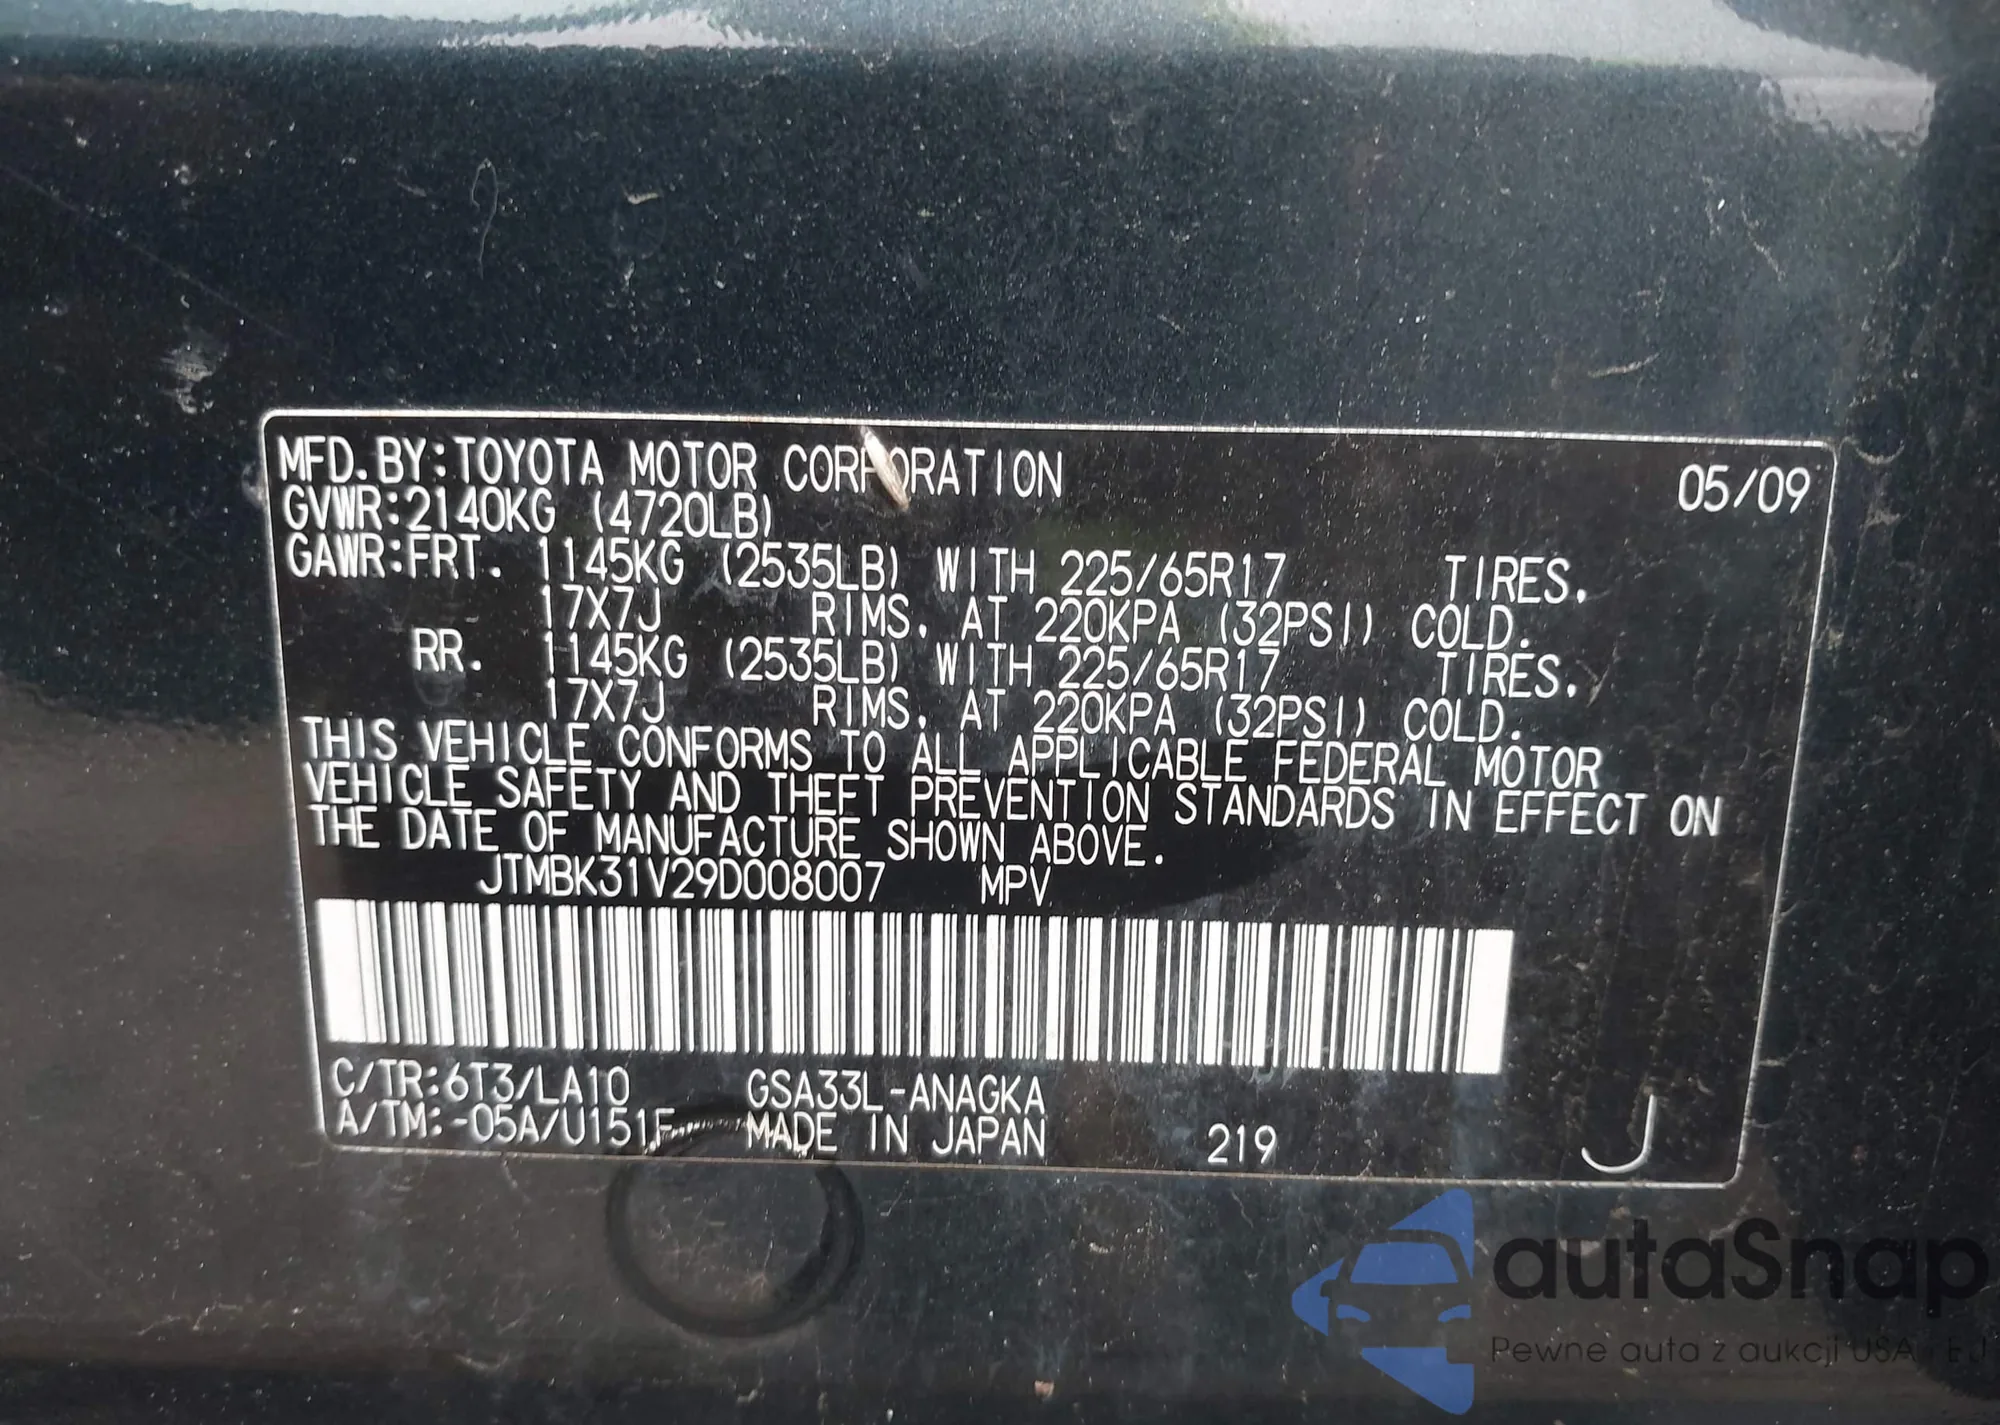 MFD.BY:TOYOTA MOTOR CORPORATION 05/09
GVWR:2140KG (4720LB)
GAWR:FRT. 1145KG (2535LB) WITH 225/65R17 TIRES.
17X7J RIMS. AT 220KPA (32PSI) COLD.
RR. 1145KG (2535LB) WITH 225/65R17 TIRES.
17X7J RIMS. AT 220KPA (32PSI) COLD.
THIS VEHICLE CONFORMS TO ALL APPLICABLE FEDERAL MOTOR
VEHICLE SAFETY AND THEFT PREVENTION STANDARDS IN EFFECT ON
THE DATE OF MANUFACTURE SHOWN ABOVE.
JTMBK31V29D008007 MPV
C/TR:6T3/LA10 GSA33L-ANAGKA
A/TM:-05A/U151F MADE IN JAPAN 219 J
autaSnap
Pewne auta z aukcji USA i EU